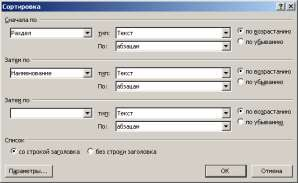 Сортировка
Сначала по
Раздел тип: Текст по возрастанию
По: абзацам по убыванию
Затем по
Наименование тип: Текст по возрастанию
По: абзацам по убыванию
Затем по
тип: Текст по возрастанию
По: абзацам по убыванию
Список
со строкой заголовка без строки заголовка
Параметры... ОК Отмена